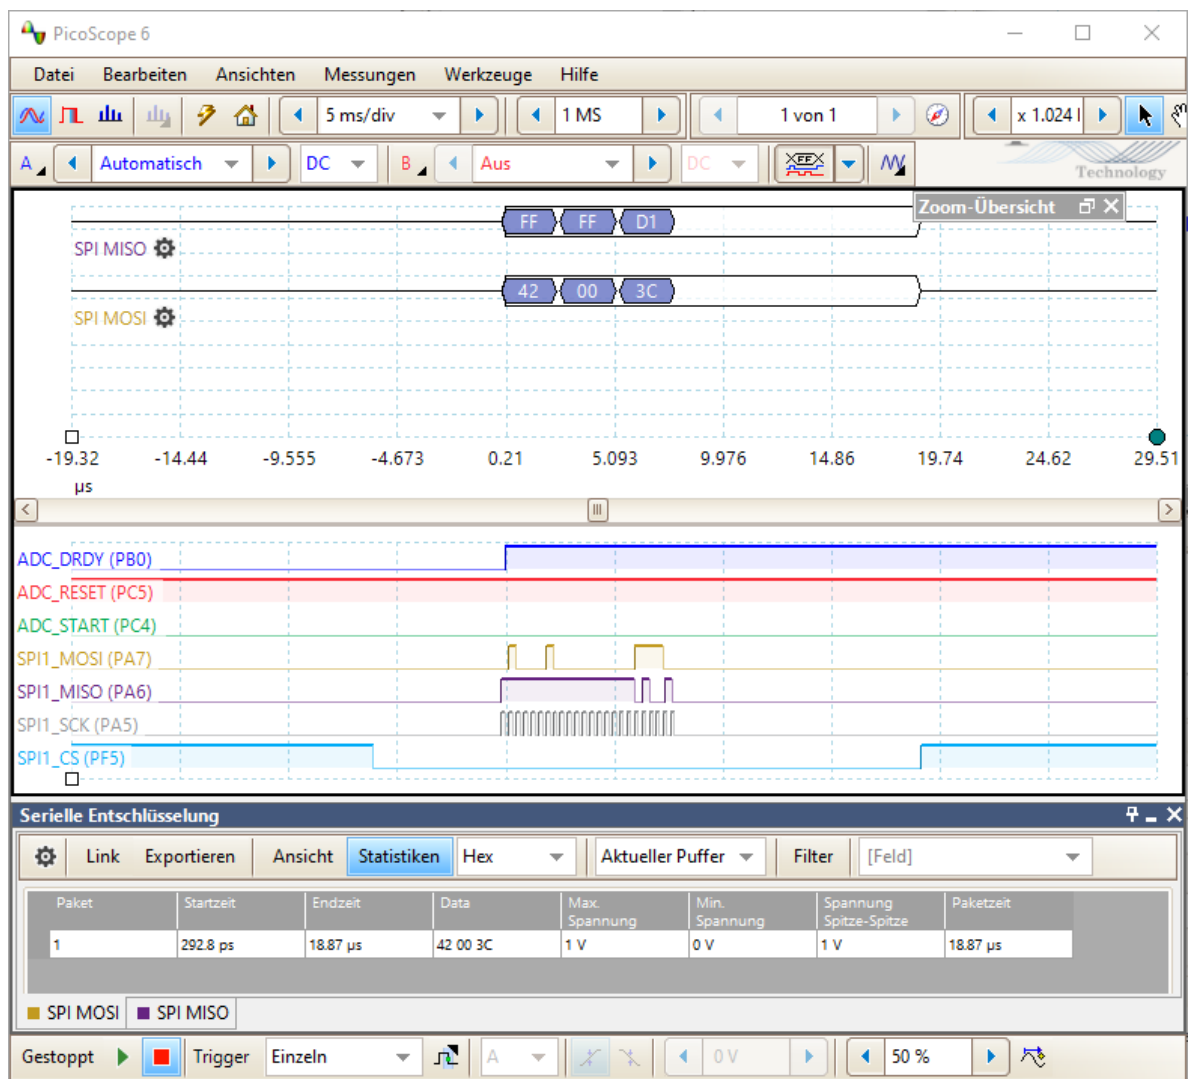 PicoScope 6
Datei Bearbeiten Ansichten Messungen Werkzeuge Hilfe
5 ms/div 1 MS 1 von 1 x 1.024
A Automatisch DC B Aus DC
Technology
Zoom-Übersicht
FF FF D1
SPI MISO
42 00 3C
SPI MOSI
-19.32 -14.44 -9.555 -4.673 0.21 5.093 9.976 14.86 19.74 24.62 29.51
µs
ADC_DRDY (PB0)
ADC_RESET (PC5)
ADC_START (PC4)
SPI1_MOSI (PA7)
SPI1_MISO (PA6)
SPI1_SCK (PA5)
SPI1_CS (PF5)
Serielle Entschlüsselung
Link Exportieren Ansicht Statistiken Hex Aktueller Puffer Filter [Feld]
Paket Startzeit Endzeit Data Max. Spannung Min. Spannung Spannung Spitze-Spitze Paketzeit
1 292.8 ps 18.87 µs 42 00 3C 1 V 0 V 1 V 18.87 µs
SPI MOSI SPI MISO
Gestoppt Trigger Einzeln A 0 V 50 %